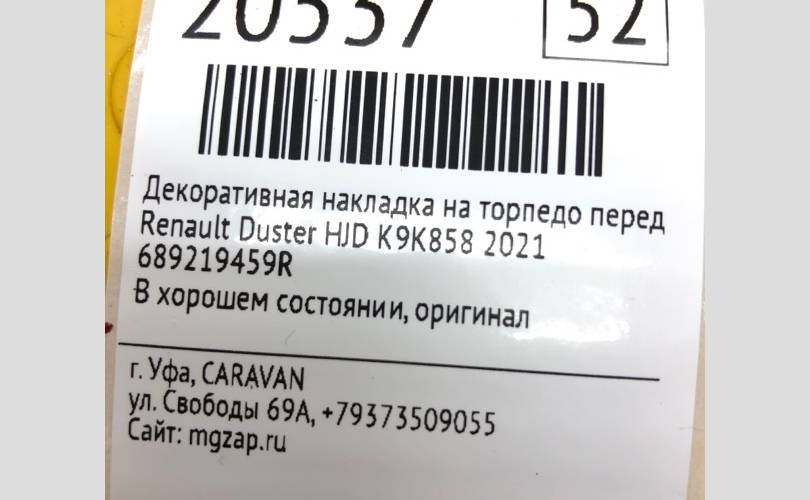 20537 52
Декоративная накладка на торпедо перед
Renault Duster HJD K9K858 2021
689219459R
В хорошем состоянии, оригинал
г. Уфа, CARAVAN
ул. Свободы 69А, +79373509055
Сайт: mgzap.ru